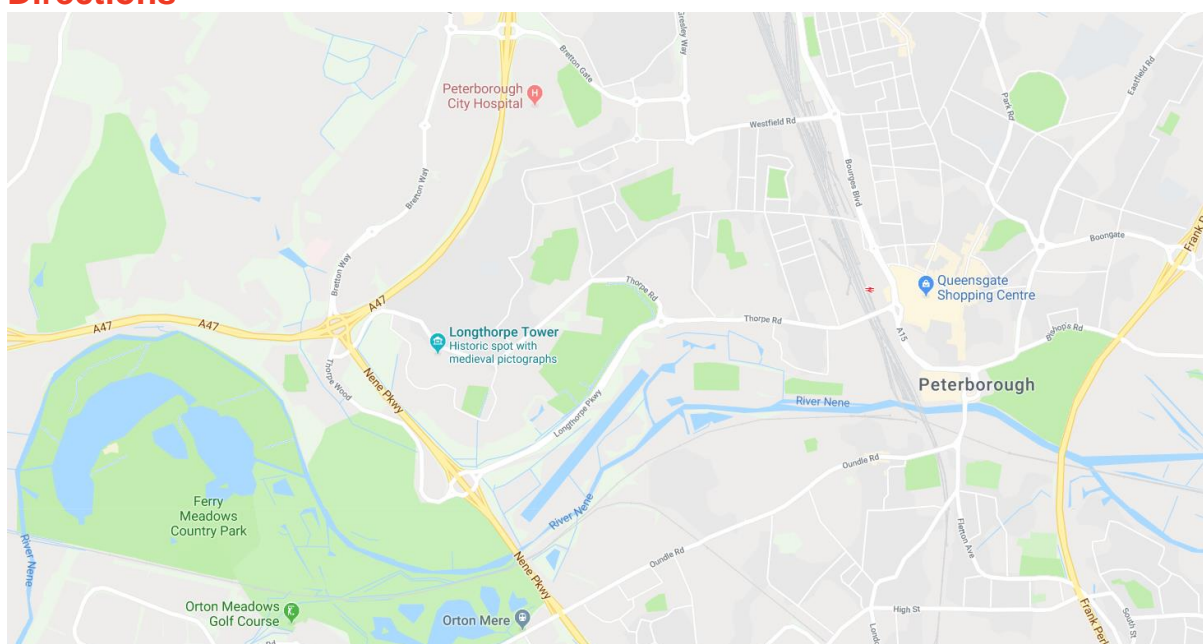 Directions
Bretton Gate
Gresley Way
Peterborough
City Hospital
Park Rd
Eastfield Rd
Westfield Rd
Bretton Way
Bourges Blvd
Boongate
Bretton Way
Thorpe Rd
Queensgate
Shopping Centre
A47
A47
A47
Thorpe Rd
A15
Bishop's Rd
Longthorpe Tower
Historic spot with
medieval pictographs
Thorpe Wood
Nene Pkwy
Peterborough
Longthorpe Pkwy
River Nene
Oundle Rd
Ferry
Meadows
Country Park
River Nene
River Nene
Fletton Ave
Nene Pkwy
Oundle Rd
Orton Meadows
Golf Course
Orton Mere
High St
South St